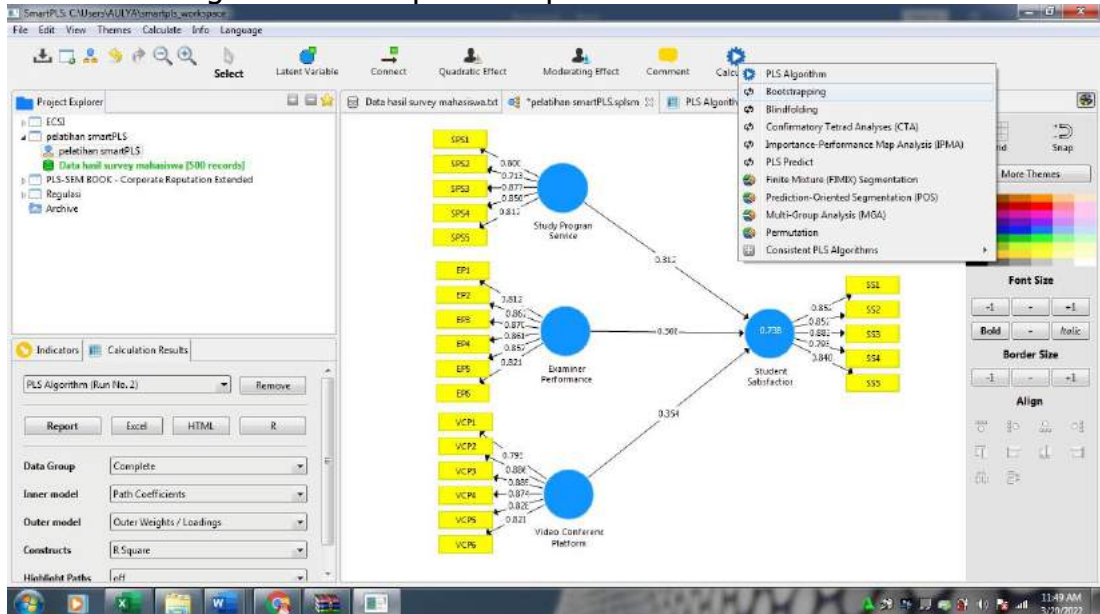 SmartPLS: C:\Users\AULYA\smartpls_workspace
File Edit View Themes Calculate Info Language
Select
Latent Variable
Connect
Quadratic Effect
Moderating Effect
Comment
PLS Algorithm
Bootstrapping
Blindfolding
Confirmatory Tetrad Analyses (CTA)
Importance-Performance Map Analysis (IPMA)
PLS Predict
Finite Mixture (FIMIX) Segmentation
Prediction-Oriented Segmentation (POS)
Multi-Group Analysis (MGA)
Permutation
Consistent PLS Algorithms
Project Explorer
ECSI
pelatihan smartPLS
pelatihan smartPLS
Data hasil survey mahasiswa [500 records]
PLS-SEM BOOK - Corporate Reputation Extended
Regulasi
Archive
Data hasil survey mahasiswa.txt
*pelatihan smartPLS.splsm
PLS Algorith
SPS1
SPS2
SPS3
SPS4
SPS5
0.713
0.877
0.850
Study Program
Service
0.312
EP1
EP2
EP3
EP4
EP5
EP6
0.812
0.861
0.857
0.821
Examiner
Performance
VCP1
VCP2
VCP3
VCP4
VCP5
VCP6
0.874
0.821
Platform
0.354
0.738
Student
SS1
SS2
SS3
SS4
SS5
0.840
Snap
More Themes
Font Size
-1 - +1
Bold - Italic
Border Size
-1 - +1
Align
Indicators
Calculation Results
PLS Algorithm (Run No. 2)
Remove
Report
Excel
HTML
R
Data Group
Complete
Inner model
Path Coefficients
Outer model
Outer Weights / Loadings
Constructs
R Square
Highlight Paths
off
11:49 AM
3/20/2022